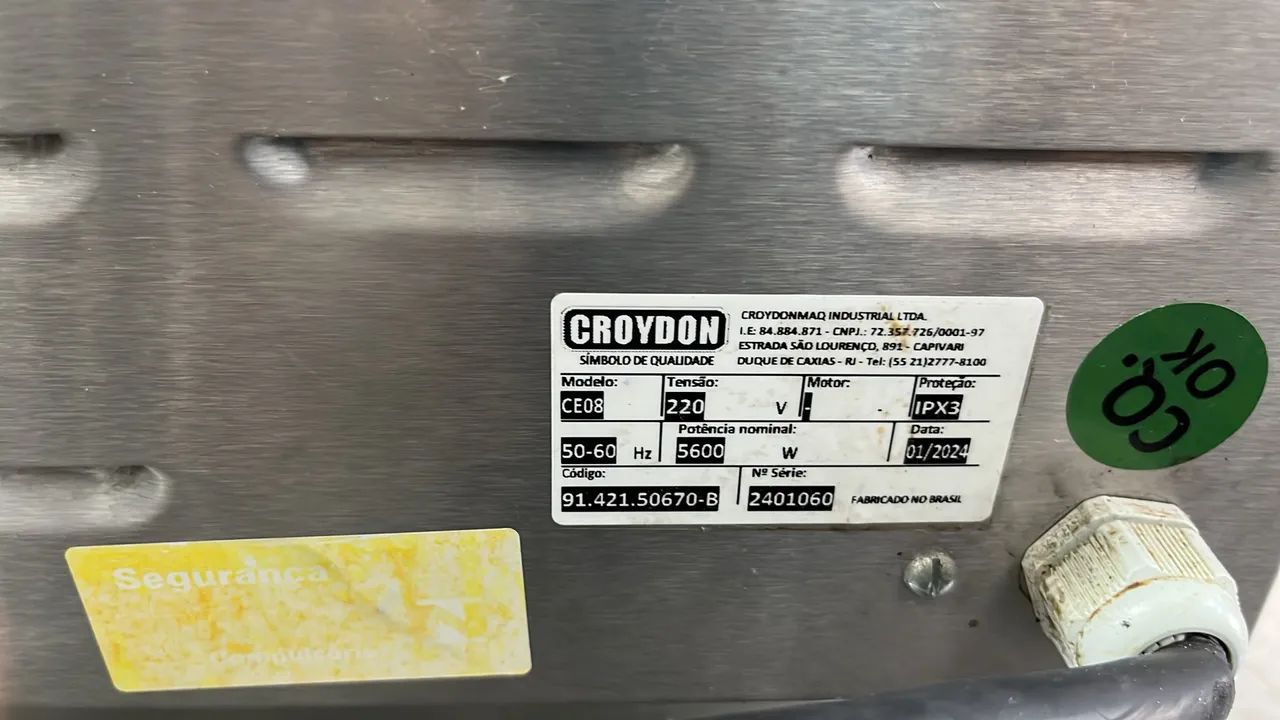 CROYDON
SÍMBOLO DE QUALIDADE
CROYDONMAQ INDUSTRIAL LTDA.
I.E: 84.884.871 - CNPJ.: 72.357.726/0001-97
ESTRADA SÃO LOURENÇO, 891 - CAPIVARI
DUQUE DE CAXIAS - RJ - Tel: (55 21)2777-8100
Modelo: Tensão: Motor: Proteção:
CE08 220 V - - IPX3
Potência nominal: Data:
50-60 Hz 5600 W 01/2024
Código: Nº Série:
91.421.50670-B 2401060 FABRICADO NO BRASIL
CQ.
OK
Segurança
Compulsório